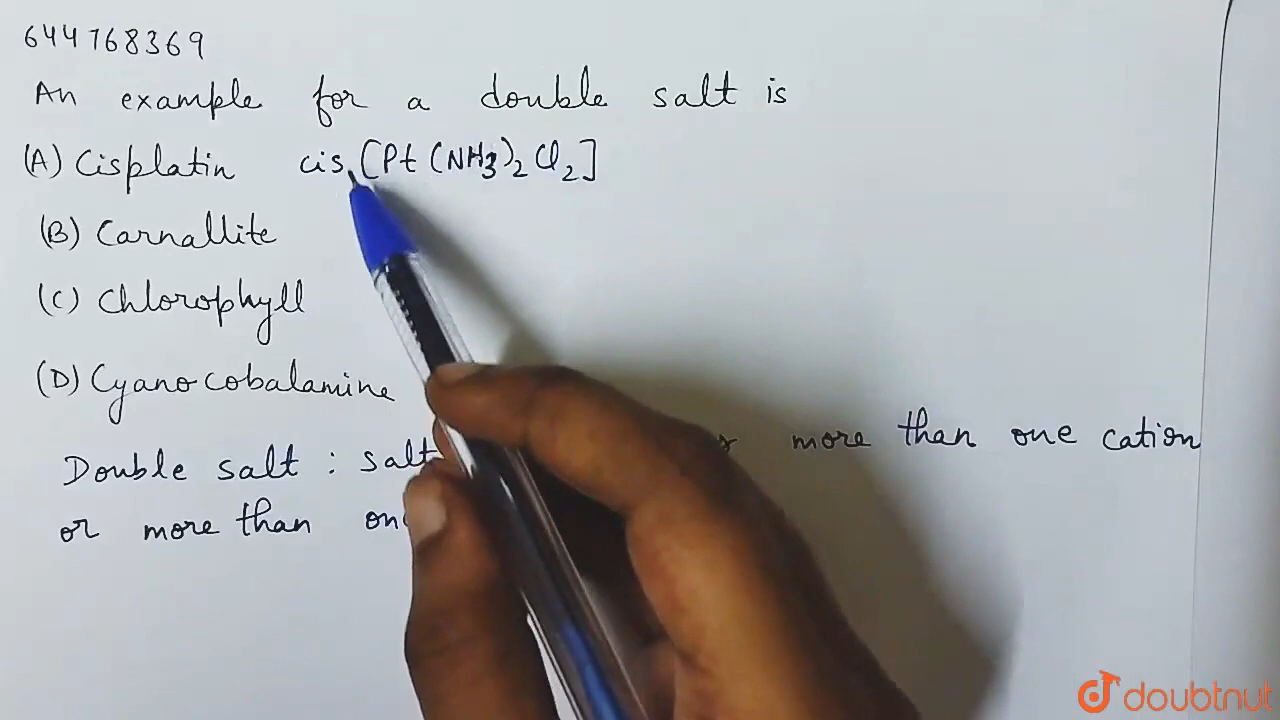 644768369
An example for a double salt is
(A) Cisplatin cis [Pt(NH3)2Cl2]
(B) Carnallite
(C) Chlorophyll
(D) Cyanocobalamine
Double salt : salt more than one cation
or more than
doubtnut